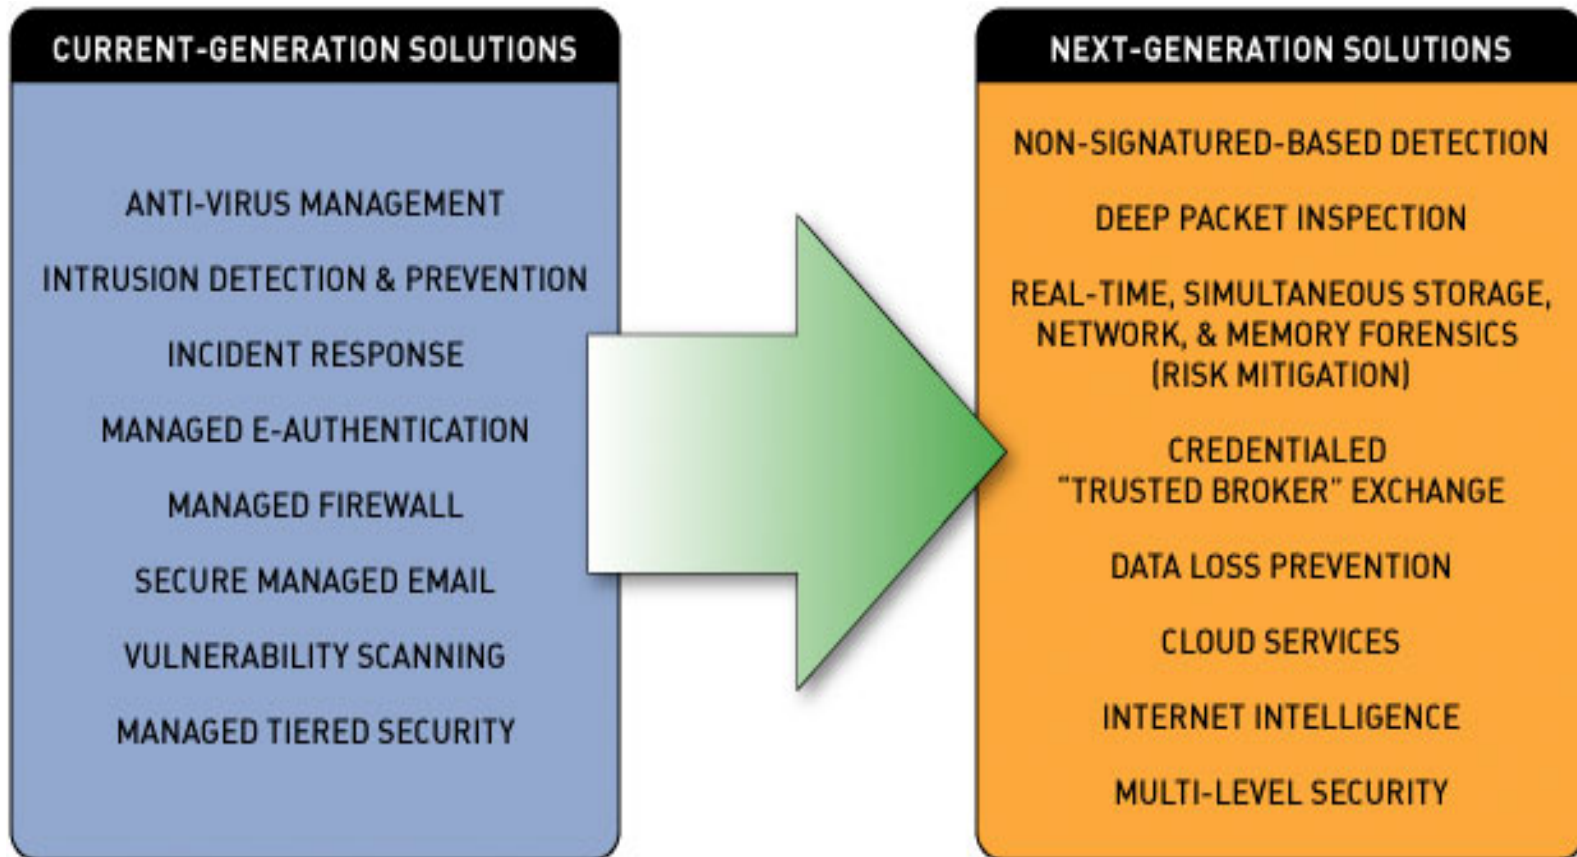 CURRENT-GENERATION SOLUTIONS
ANTI-VIRUS MANAGEMENT
INTRUSION DETECTION & PREVENTION
INCIDENT RESPONSE
MANAGED E-AUTHENTICATION
MANAGED FIREWALL
SECURE MANAGED EMAIL
VULNERABILITY SCANNING
MANAGED TIERED SECURITY
NEXT-GENERATION SOLUTIONS
NON-SIGNATURED-BASED DETECTION
DEEP PACKET INSPECTION
REAL-TIME, SIMULTANEOUS STORAGE,
NETWORK, & MEMORY FORENSICS
(RISK MITIGATION)
CREDENTIALED
“TRUSTED BROKER” EXCHANGE
DATA LOSS PREVENTION
CLOUD SERVICES
INTERNET INTELLIGENCE
MULTI-LEVEL SECURITY